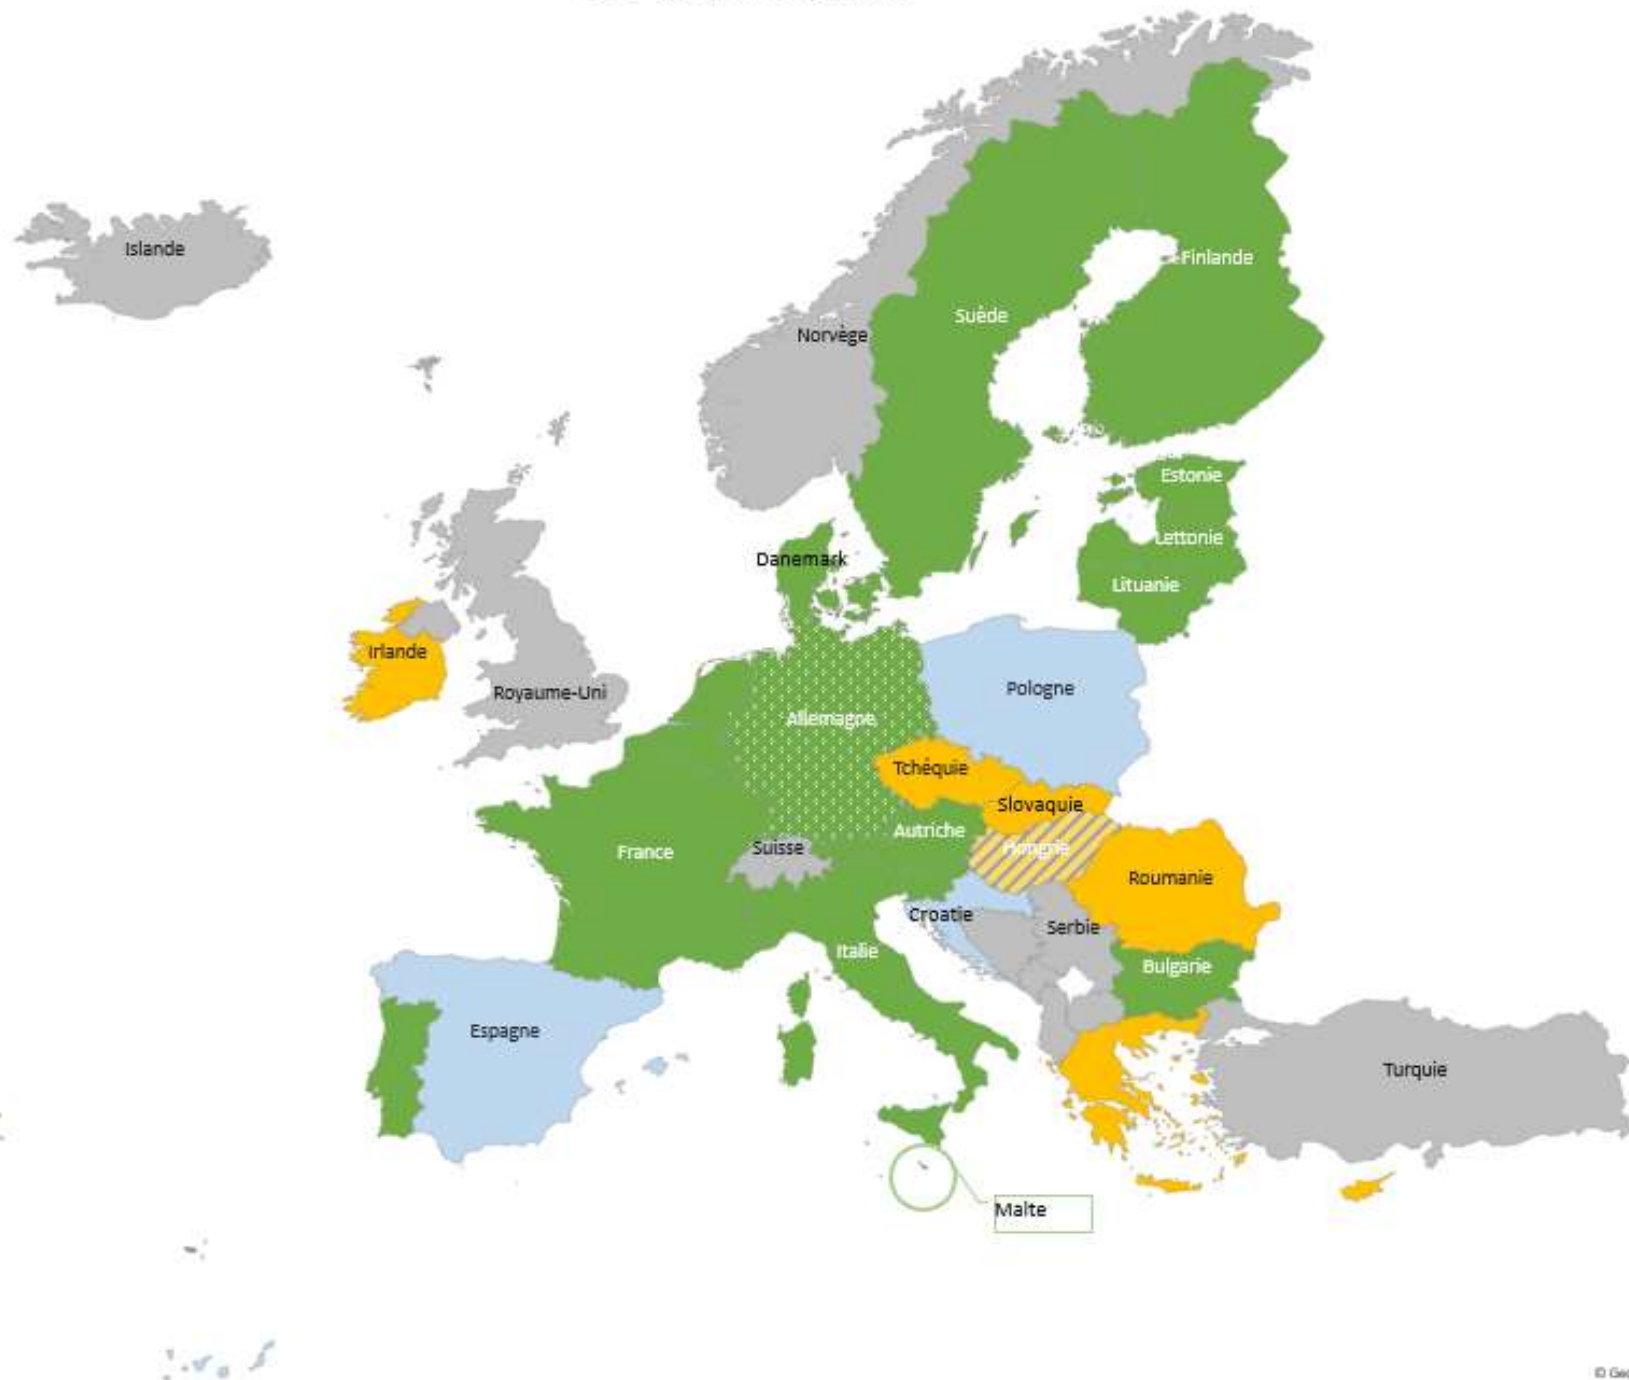 Islande
Finlande
Suède
Norvège
Estonie
Lettonie
Danemark
Lituanie
Irlande
Pologne
Royaume-Uni
Allemagne
Tchéquie
Slovaquie
Autriche
Hongrie
Suisse
France
Roumanie
Croatie
Serbie
Italie
Bulgarie
Espagne
Turquie
Malte